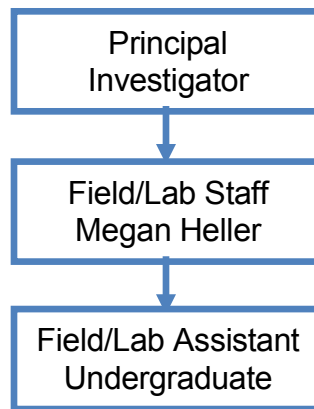 Principal
Investigator
Field/Lab Staff
Megan Heller
Field/Lab Assistant
Undergraduate